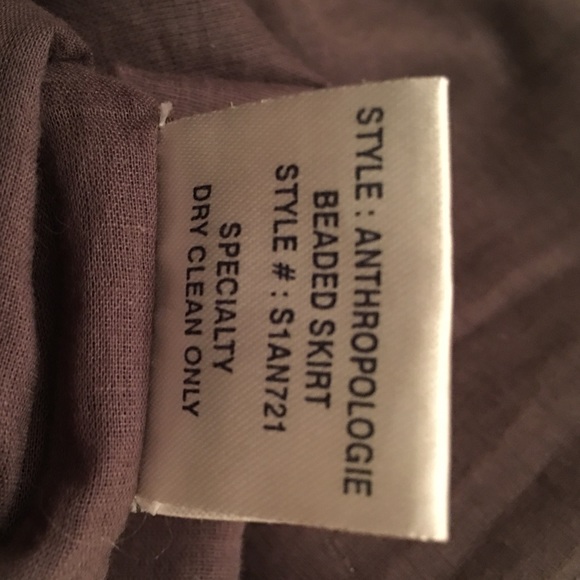 STYLE : ANTHROPOLOGIE
BEADED SKIRT
STYLE # : S1AN721
SPECIALTY
DRY CLEAN ONLY